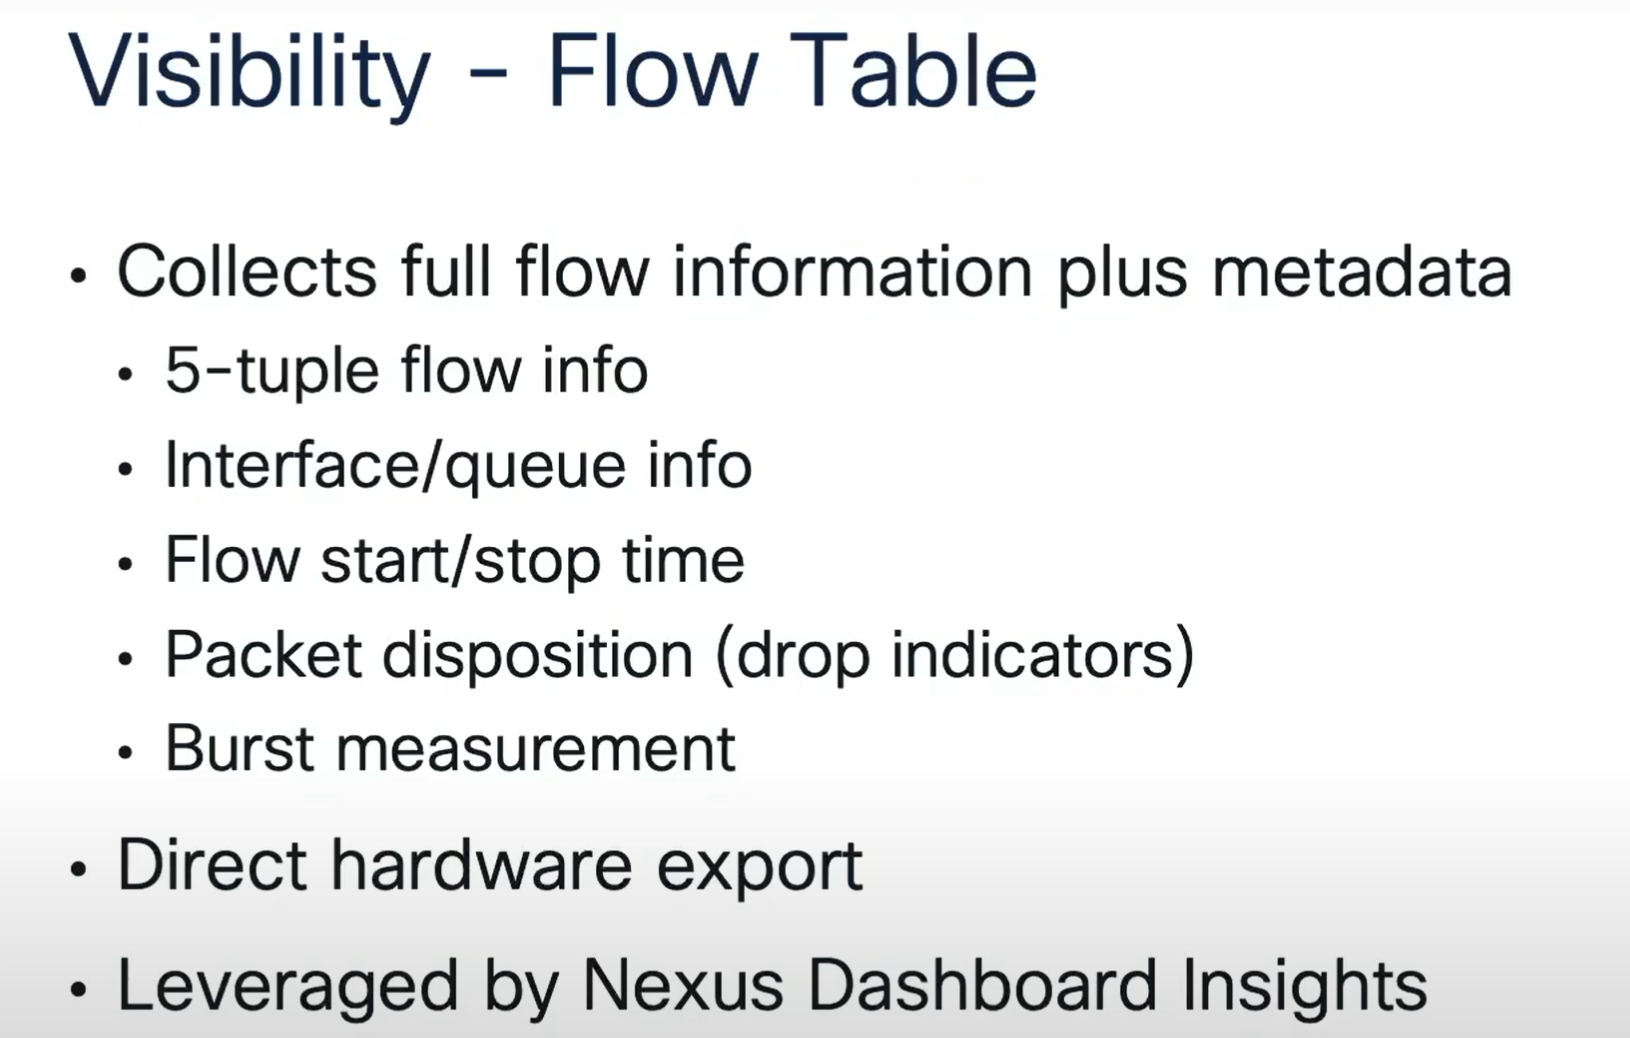 Visibility - Flow Table
• Collects full flow information plus metadata
• 5-tuple flow info
• Interface/queue info
• Flow start/stop time
• Packet disposition (drop indicators)
• Burst measurement
• Direct hardware export
• Leveraged by Nexus Dashboard Insights